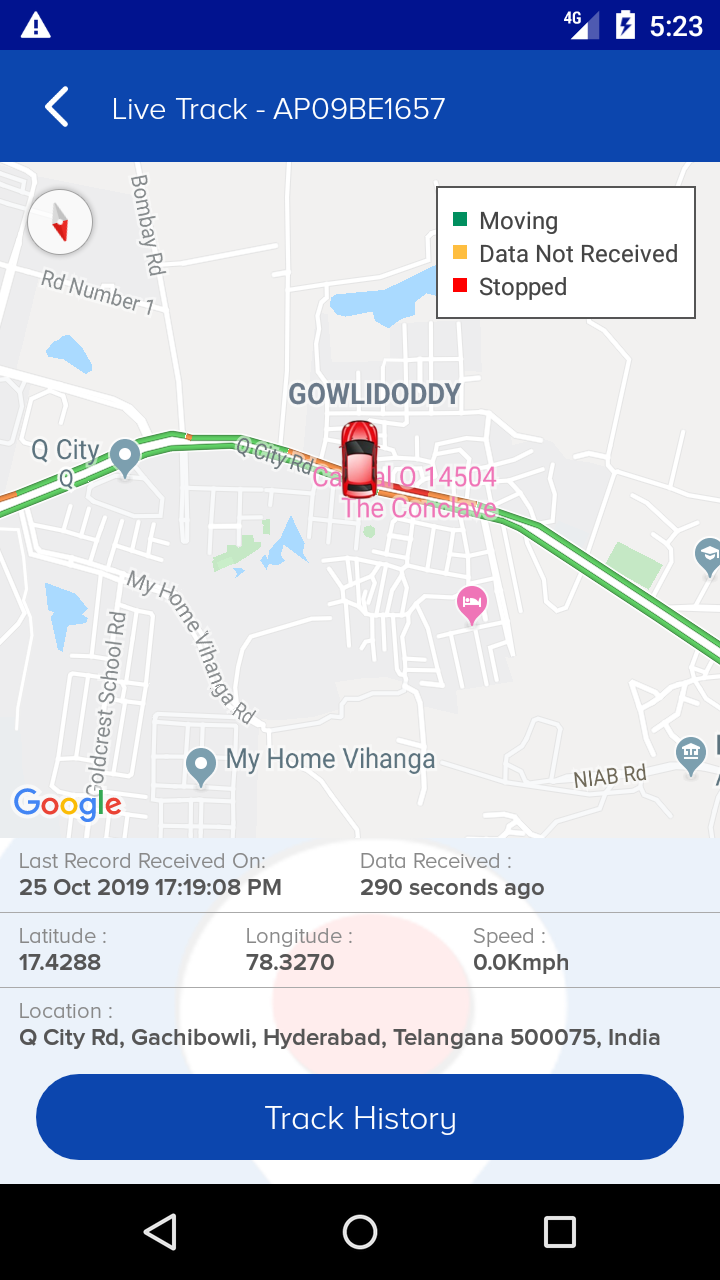 4G 5:23
Live Track - AP09BE1657
Moving
Data Not Received
Stopped
Bombay Rd
Rd Number 1
GOWLIDODDY
Q City
Q
Q City Rd
Capital O 14504
The Conclave
My Home Vihanga Rd
Goldcrest School Rd
My Home Vihanga
NIAB Rd
Google
Last Record Received On:
25 Oct 2019 17:19:08 PM
Data Received :
290 seconds ago
Latitude :
17.4288
Longitude :
78.3270
Speed :
0.0Kmph
Location :
Q City Rd, Gachibowli, Hyderabad, Telangana 500075, India
Track History